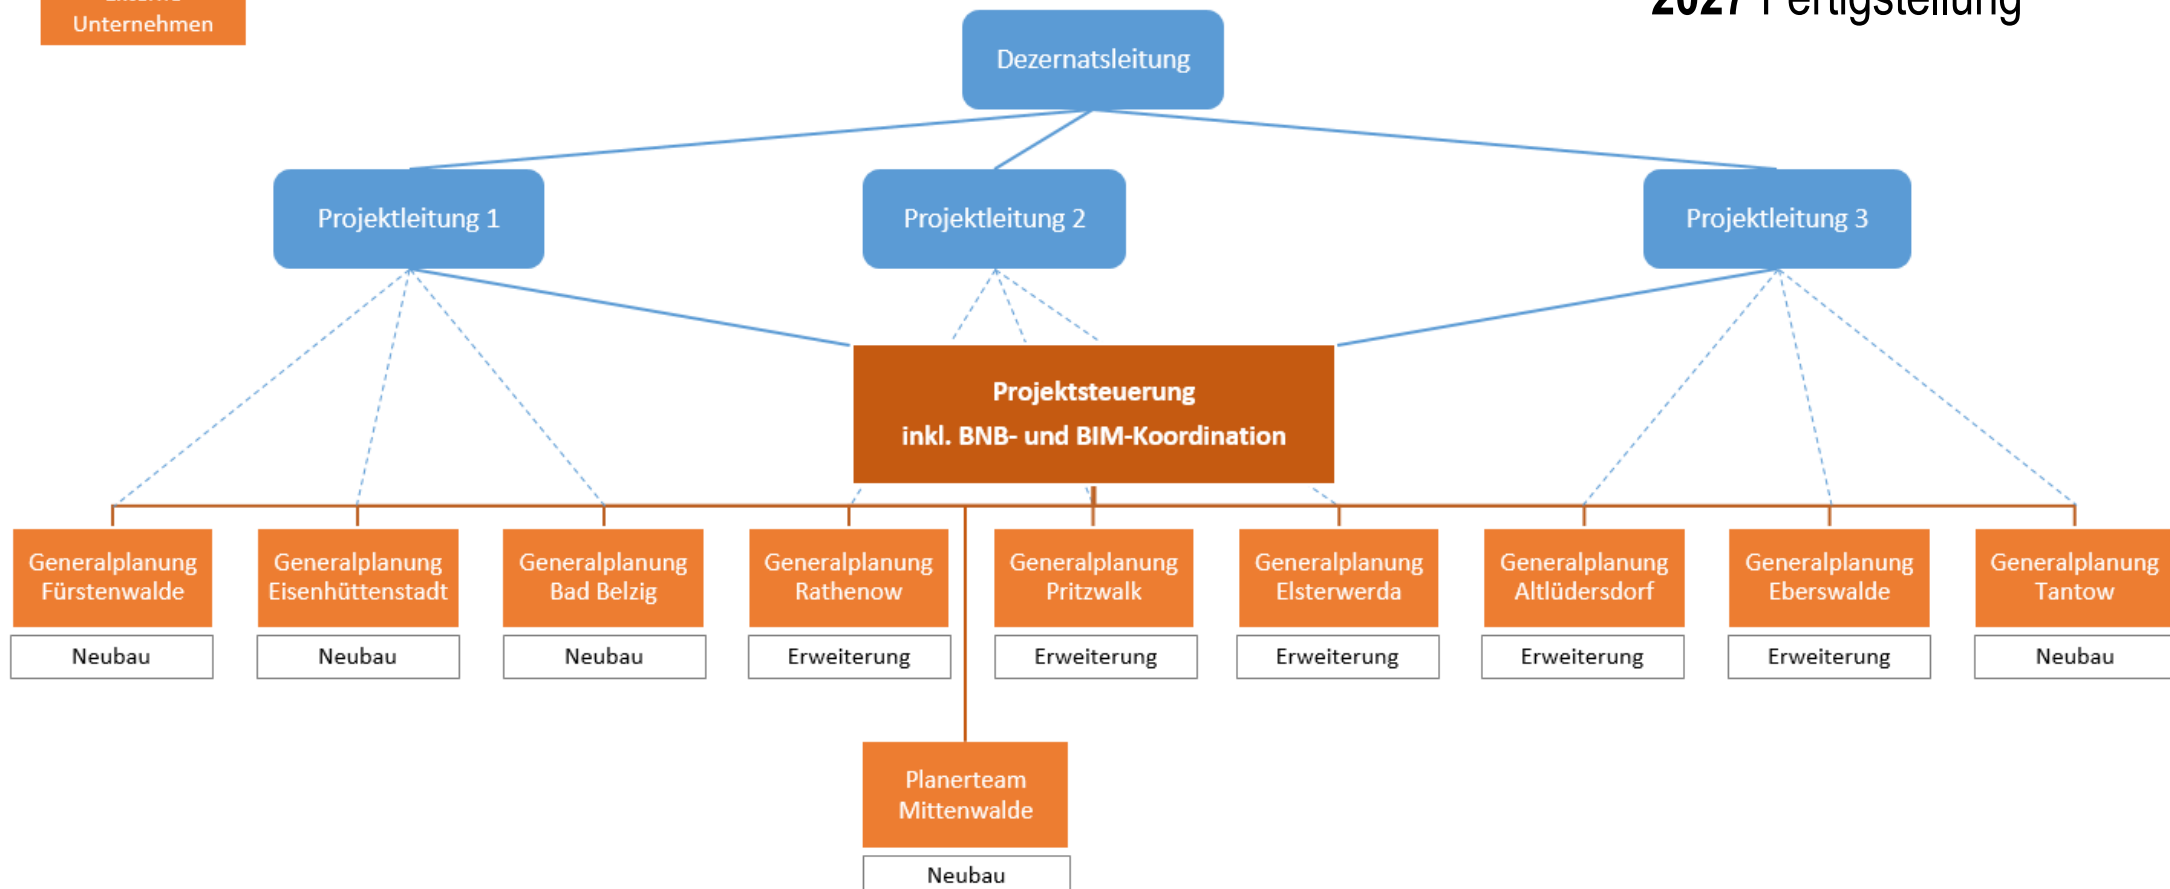 Unternehmen
2027 Fertigstellung
Dezernatsleitung
Projektleitung 1
Projektleitung 2
Projektleitung 3
Projektsteuerung
inkl. BNB- und BIM-Koordination
Generalplanung
Fürstenwalde
Neubau
Generalplanung
Eisenhüttenstadt
Neubau
Generalplanung
Bad Belzig
Neubau
Generalplanung
Rathenow
Erweiterung
Generalplanung
Pritzwalk
Erweiterung
Generalplanung
Elsterwerda
Erweiterung
Generalplanung
Altlüdersdorf
Erweiterung
Generalplanung
Eberswalde
Erweiterung
Generalplanung
Tantow
Neubau
Planerteam
Mittenwalde
Neubau